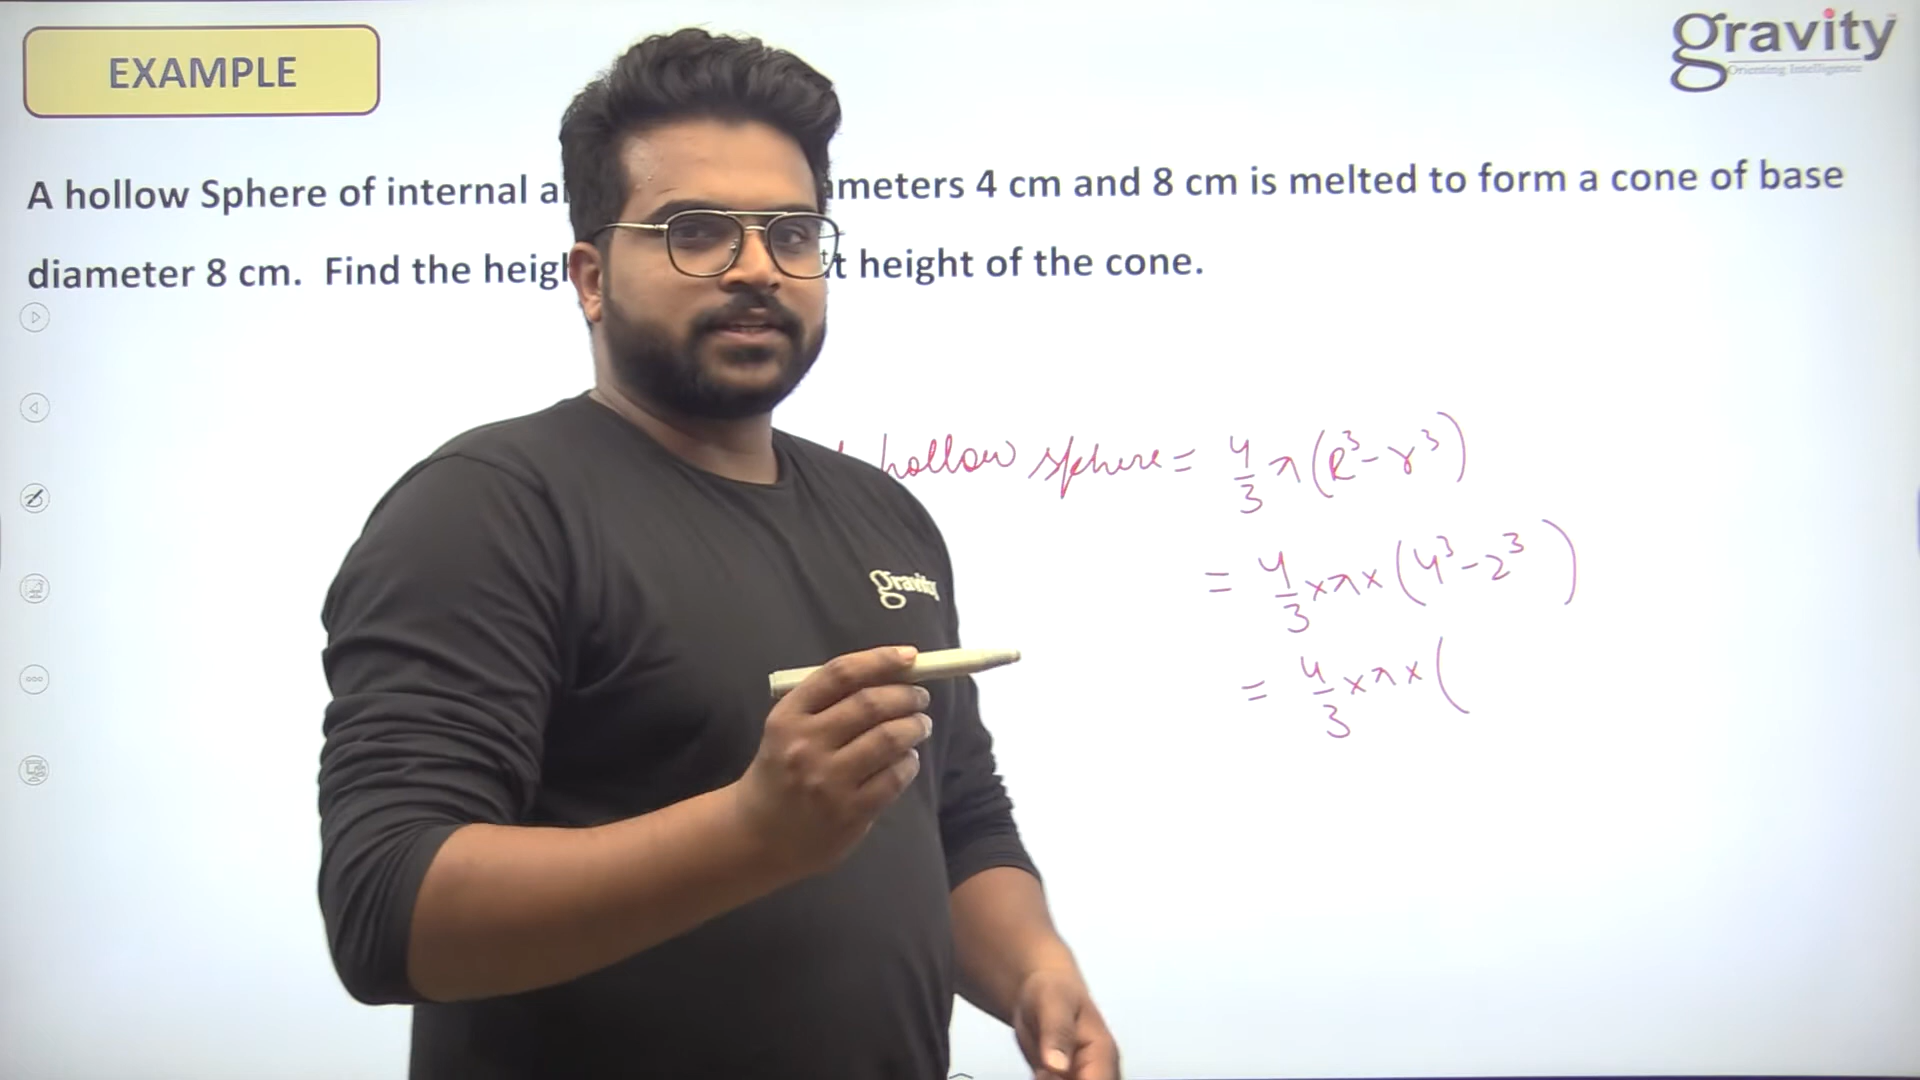 EXAMPLE
gravity
Orienting Intelligence
A hollow Sphere of internal a meters 4 cm and 8 cm is melted to form a cone of base
diameter 8 cm. Find the heigh t height of the cone.
hollow sphere = 4/3 π (R³ - r³)
= 4/3 × π × (4³ - 2³)
= 4/3 × π × (
gravity